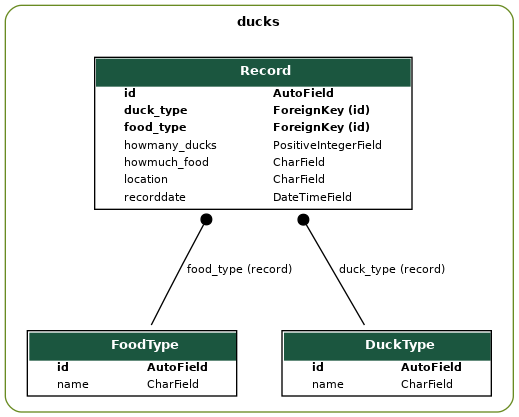 ducks
Record
id AutoField
duck_type ForeignKey (id)
food_type ForeignKey (id)
howmany_ducks PositiveIntegerField
howmuch_food CharField
location CharField
recorddate DateTimeField
food_type (record) duck_type (record)
FoodType DuckType
id AutoField id AutoField
name CharField name CharField